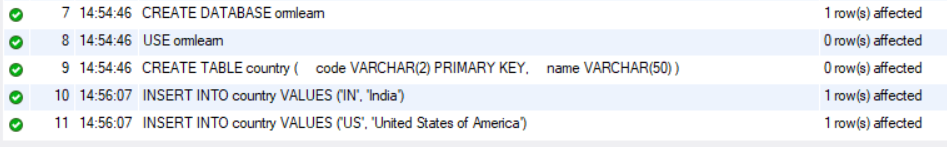 7 14:54:46 CREATE DATABASE ormlearn 1 row(s) affected
8 14:54:46 USE ormlearn 0 row(s) affected
9 14:54:46 CREATE TABLE country ( code VARCHAR(2) PRIMARY KEY, name VARCHAR(50) ) 0 row(s) affected
10 14:56:07 INSERT INTO country VALUES ('IN', 'India') 1 row(s) affected
11 14:56:07 INSERT INTO country VALUES ('US', 'United States of America') 1 row(s) affected